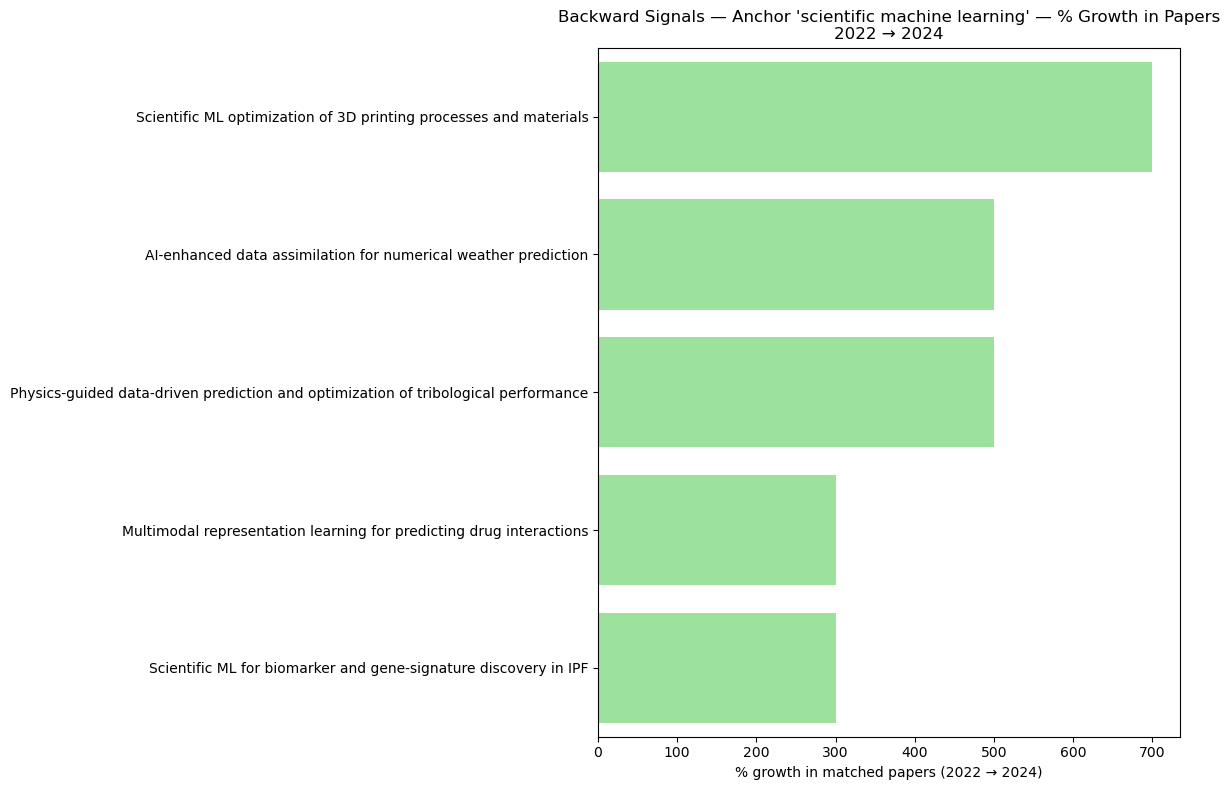 Backward Signals — Anchor 'scientific machine learning' — % Growth in Papers
2022 → 2024
Scientific ML optimization of 3D printing processes and materials
AI-enhanced data assimilation for numerical weather prediction
Physics-guided data-driven prediction and optimization of tribological performance
Multimodal representation learning for predicting drug interactions
Scientific ML for biomarker and gene-signature discovery in IPF
0 100 200 300 400 500 600 700
% growth in matched papers (2022 → 2024)